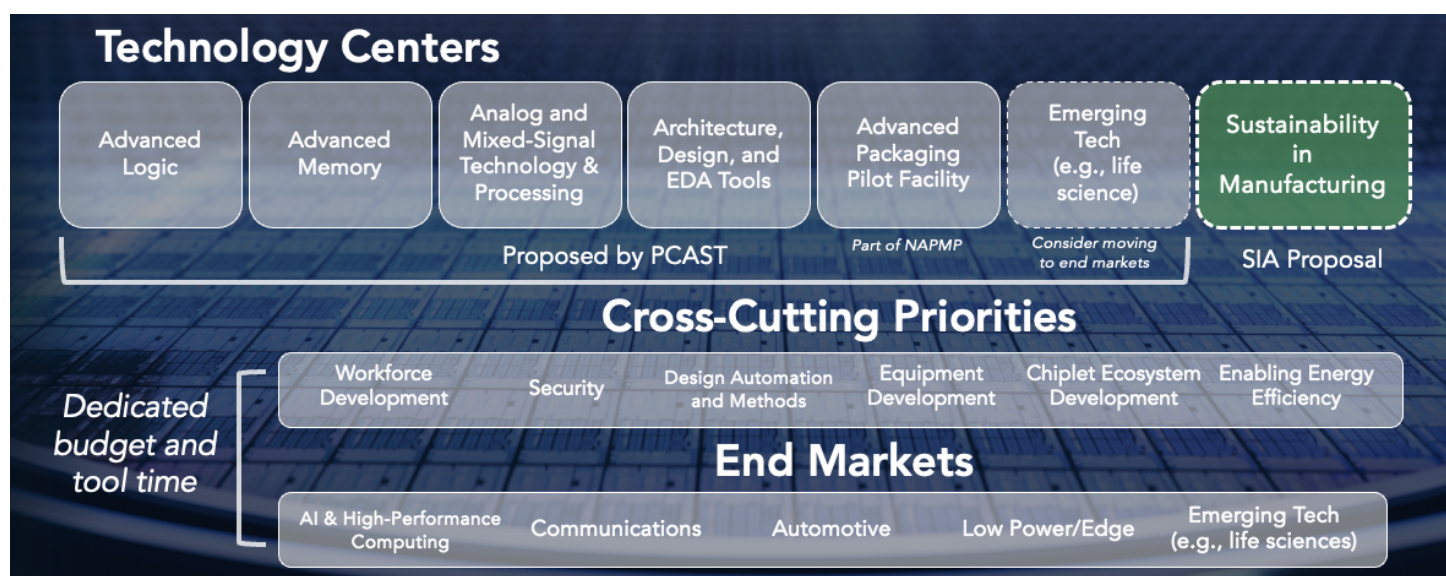 Technology Centers
Advanced
Logic
Advanced
Memory
Analog and
Mixed-Signal
Technology &
Processing
Architecture,
Design, and
EDA Tools
Advanced
Packaging
Pilot Facility
Emerging
Tech
(e.g., life
science)
Sustainability
in
Manufacturing
Proposed by PCAST
Part of NAPMP
Consider moving
to end markets
SIA Proposal
Cross-Cutting Priorities
Dedicated
budget and
tool time
Workforce
Development
Security
Design Automation
and Methods
Equipment
Development
Chiplet Ecosystem
Development
Enabling Energy
Efficiency
End Markets
AI & High-Performance
Computing
Communications
Automotive
Low Power/Edge
Emerging Tech
(e.g., life sciences)